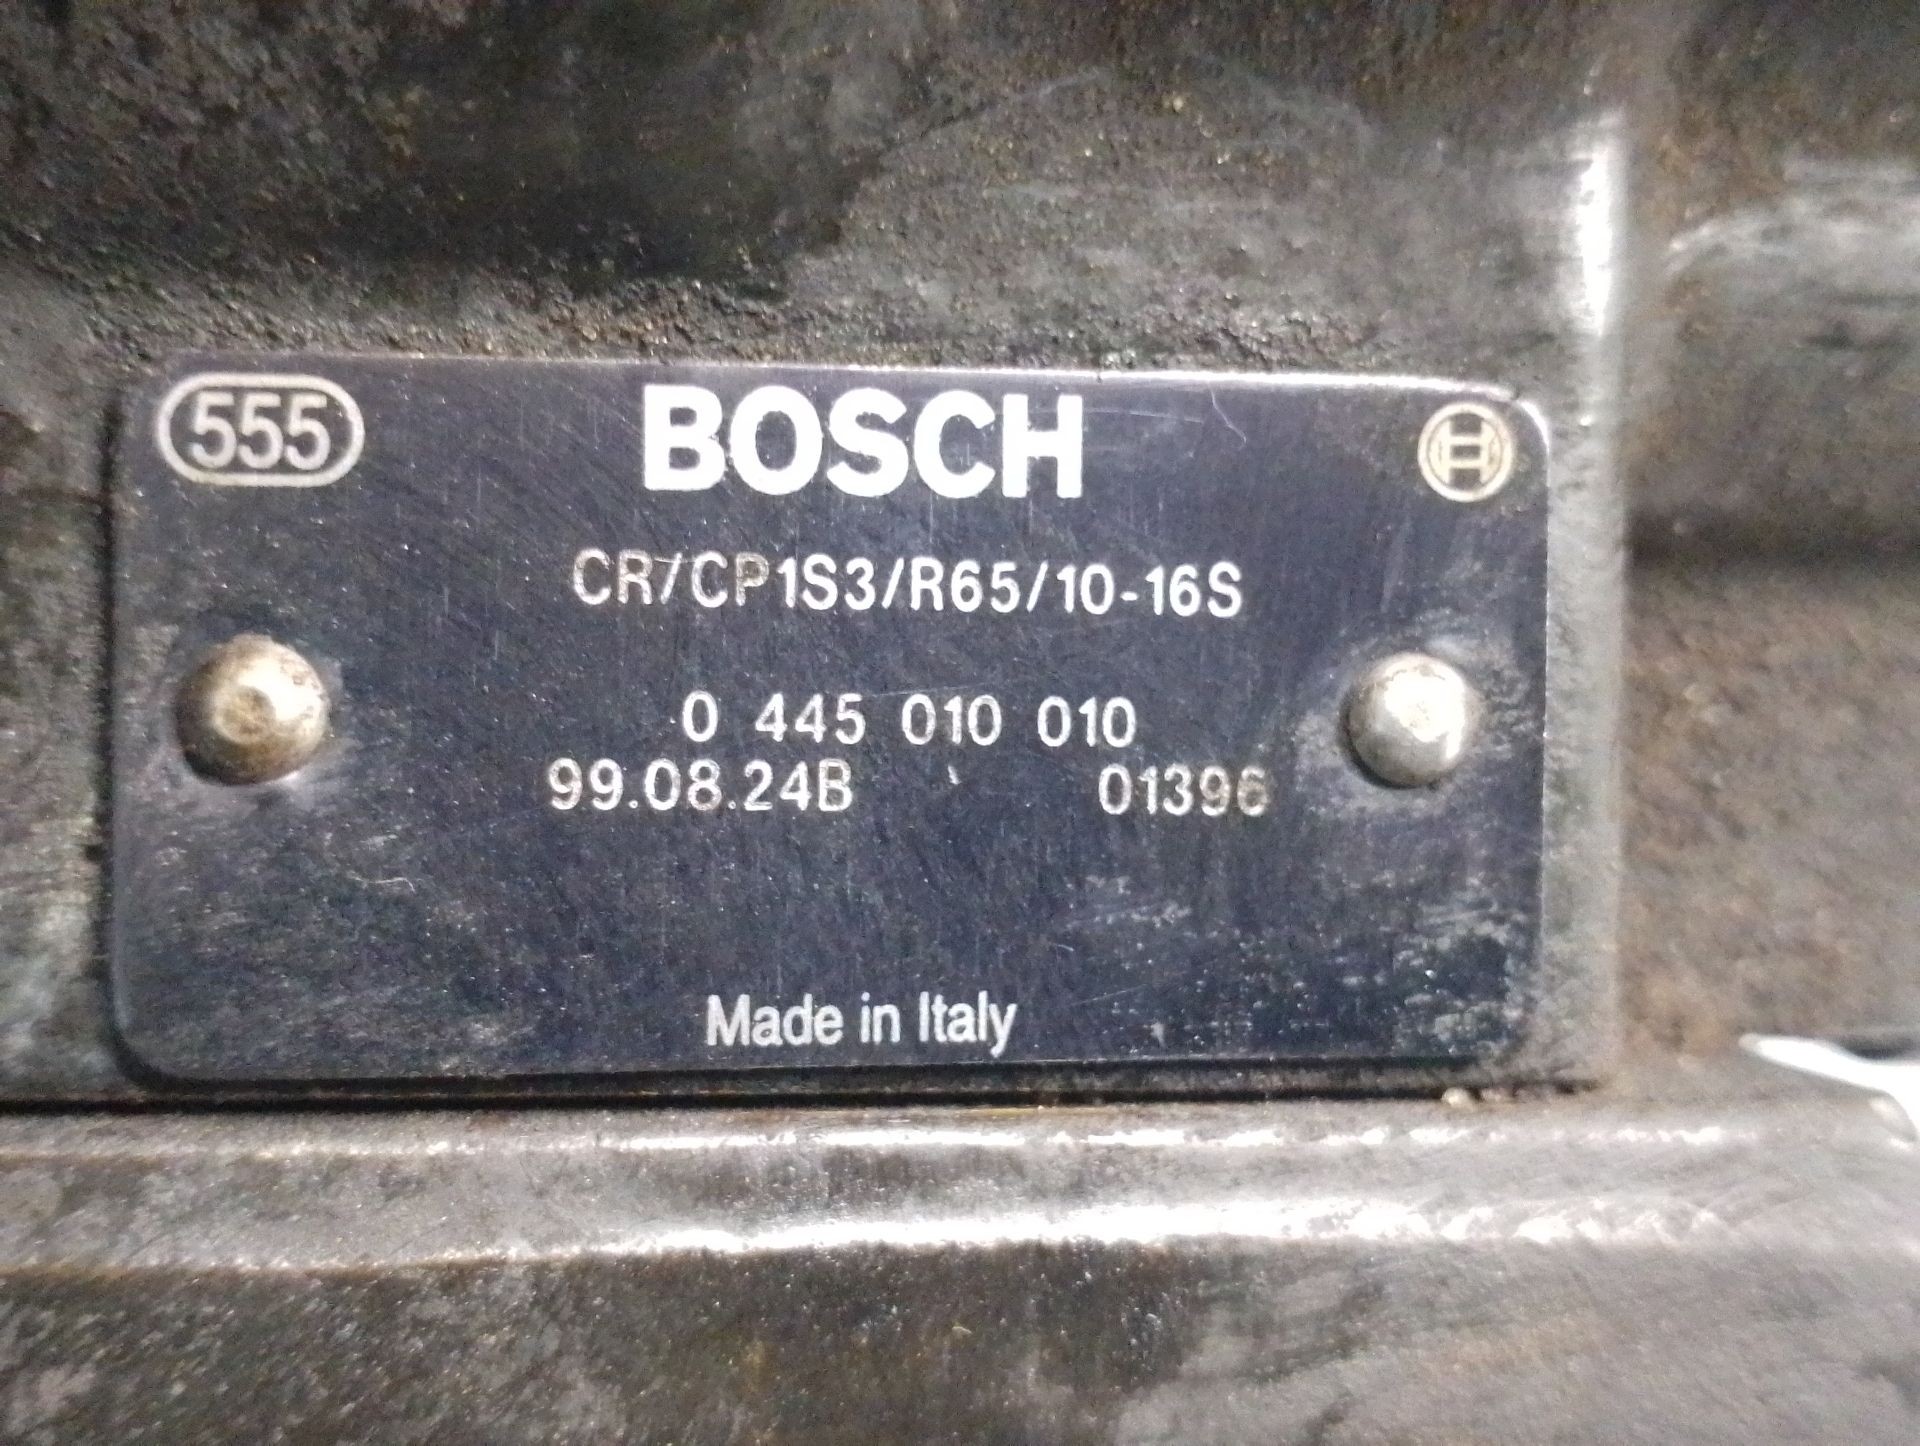 555
BOSCH
CR/CP1S3/R65/10-16S
0 445 010 010
99.08.24B 01396
Made in Italy